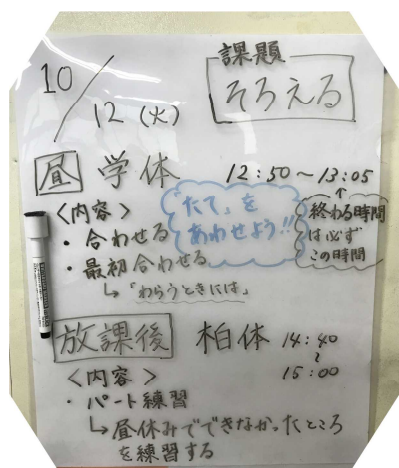 10/12(火)
課題
そろえる
昼 学体 12:50～13:05
↑
終わる時間
は必ず
この時間
「たて」を
あわせよう!!
<内容>
・合わせる
・最初合わせる
↳「わらうときには」
放課後 柏体 14:40
～
15:00
<内容>
・パート練習
↳昼休みでできなかったところ
を練習する